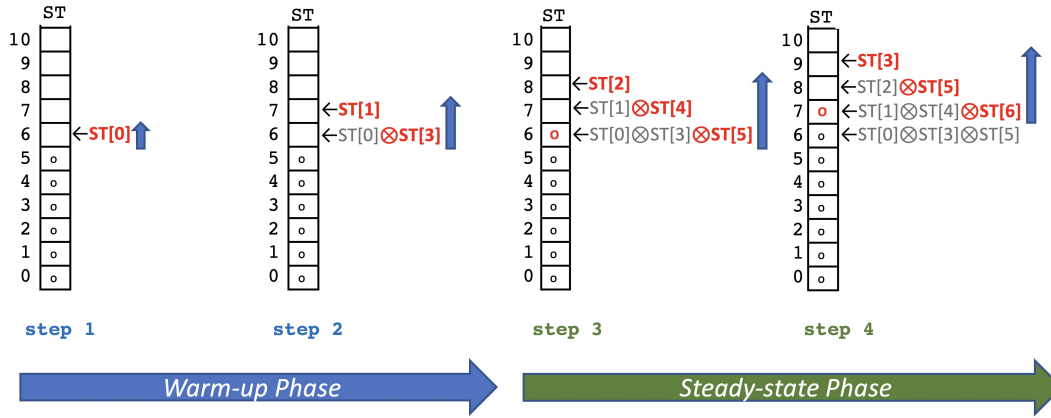 ST ST ST ST
10 10 10 10
9 9 9 9 ←ST[3]
8 8 8 ←ST[2] 8 ←ST[2]⊗ST[5]
7 7 ←ST[1] 7 ←ST[1]⊗ST[4] 7 o ←ST[1]⊗ST[4]⊗ST[6]
6 ←ST[0] 6 ←ST[0]⊗ST[3] 6 o ←ST[0]⊗ST[3]⊗ST[5] 6 o ←ST[0]⊗ST[3]⊗ST[5]
5 o 5 o 5 o 5 o
4 o 4 o 4 o 4 o
3 o 3 o 3 o 3 o
2 o 2 o 2 o 2 o
1 o 1 o 1 o 1 o
0 o 0 o 0 o 0 o
step 1 step 2 step 3 step 4
Warm-up Phase Steady-state Phase